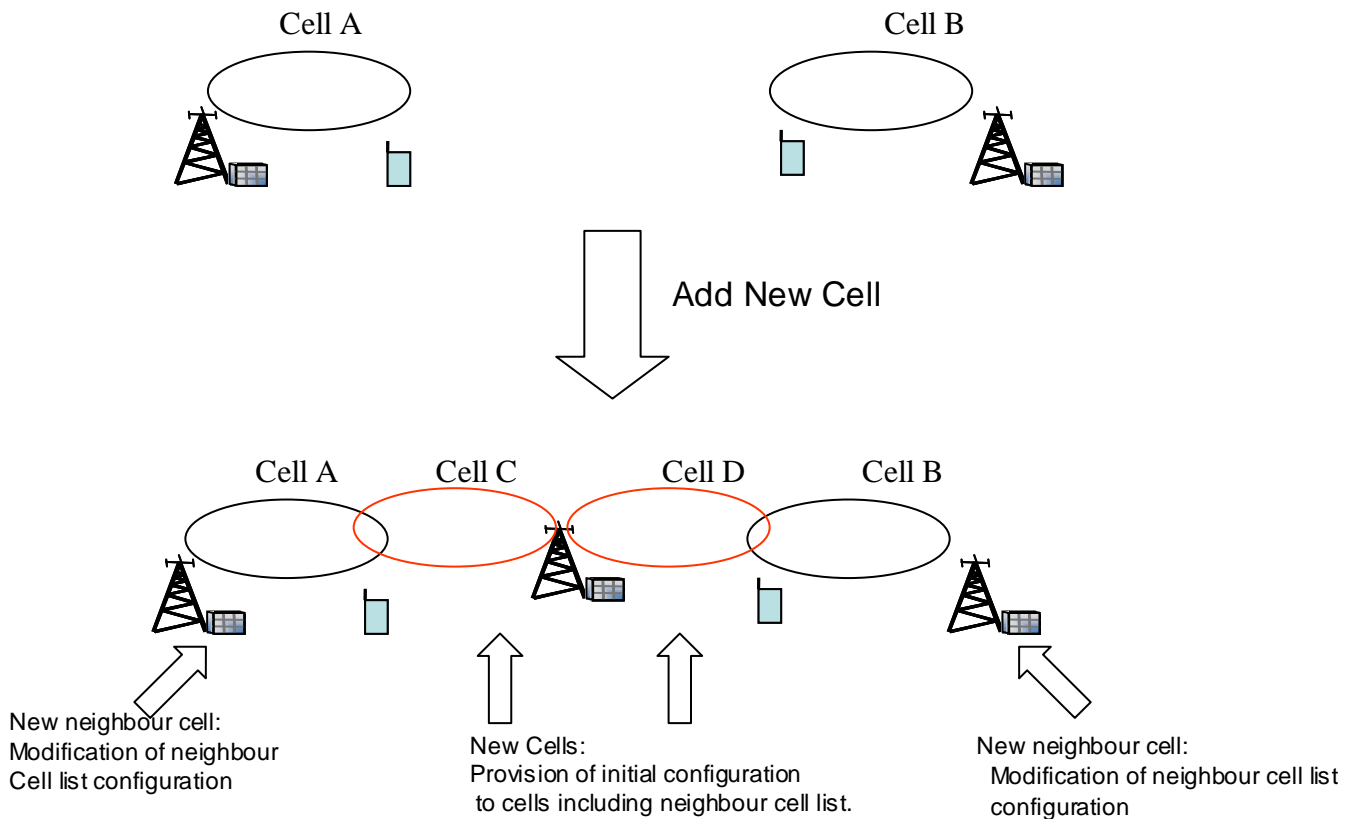 Cell A
Cell B
Add New Cell
Cell A
Cell C
Cell D
Cell B
New neighbour cell:
Modification of neighbour
Cell list configuration
New Cells:
Provision of initial configuration
to cells including neighbour cell list.
New neighbour cell:
Modification of neighbour cell list
configuration